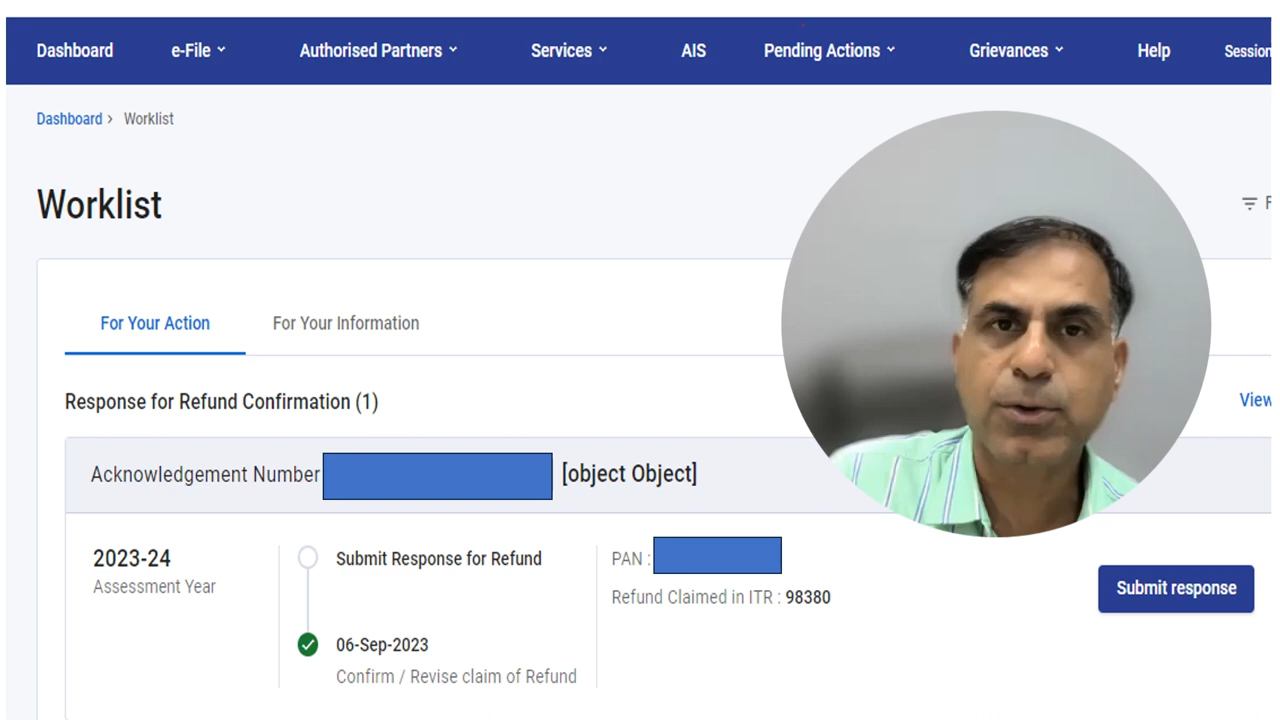 Dashboard e-File Authorised Partners Services AIS Pending Actions Grievances Help Session
Dashboard › Worklist
Worklist
For Your Action For Your Information
Response for Refund Confirmation (1)
View
Acknowledgement Number [object Object]
2023-24
Assessment Year
Submit Response for Refund
06-Sep-2023
Confirm / Revise claim of Refund
PAN :
Refund Claimed in ITR : 98380
Submit response